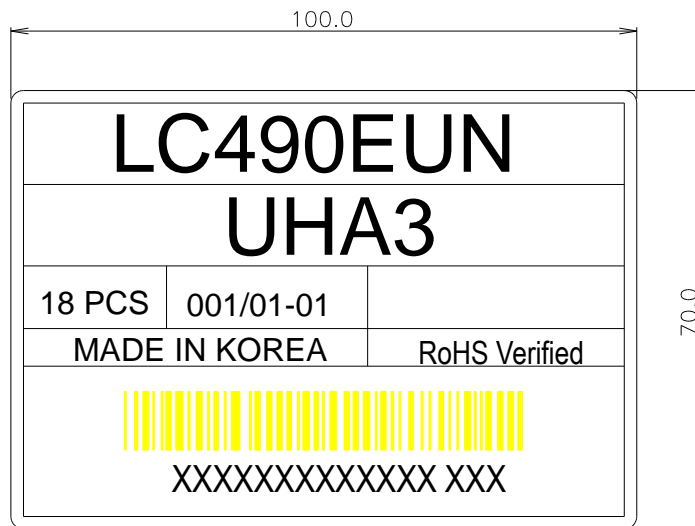 100.0
LC490EUN
UHA3
70.0
18 PCS 001/01-01
MADE IN KOREA RoHS Verified
XXXXXXXXXXXXX XXX